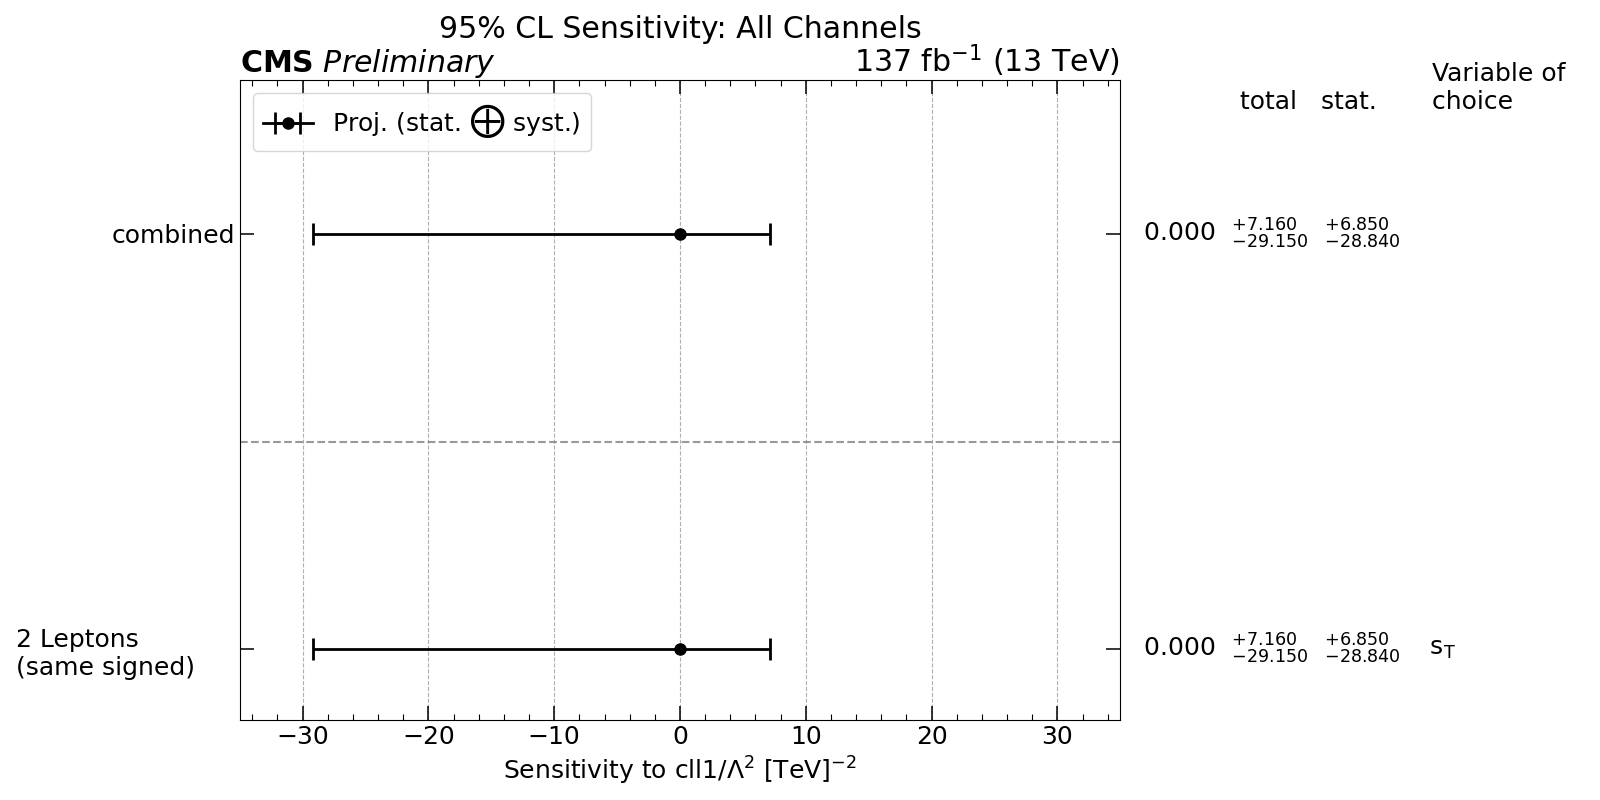 95% CL Sensitivity: All Channels
CMS Preliminary
137 fb⁻¹ (13 TeV)
total stat. Variable of
choice
Proj. (stat. ⊕ syst.)
combined
0.000 +7.160 +6.850
−29.150 −28.840
2 Leptons
(same signed)
0.000 +7.160 +6.850
−29.150 −28.840
s_T
−30 −20 −10 0 10 20 30
Sensitivity to cll1/Λ² [TeV]⁻²